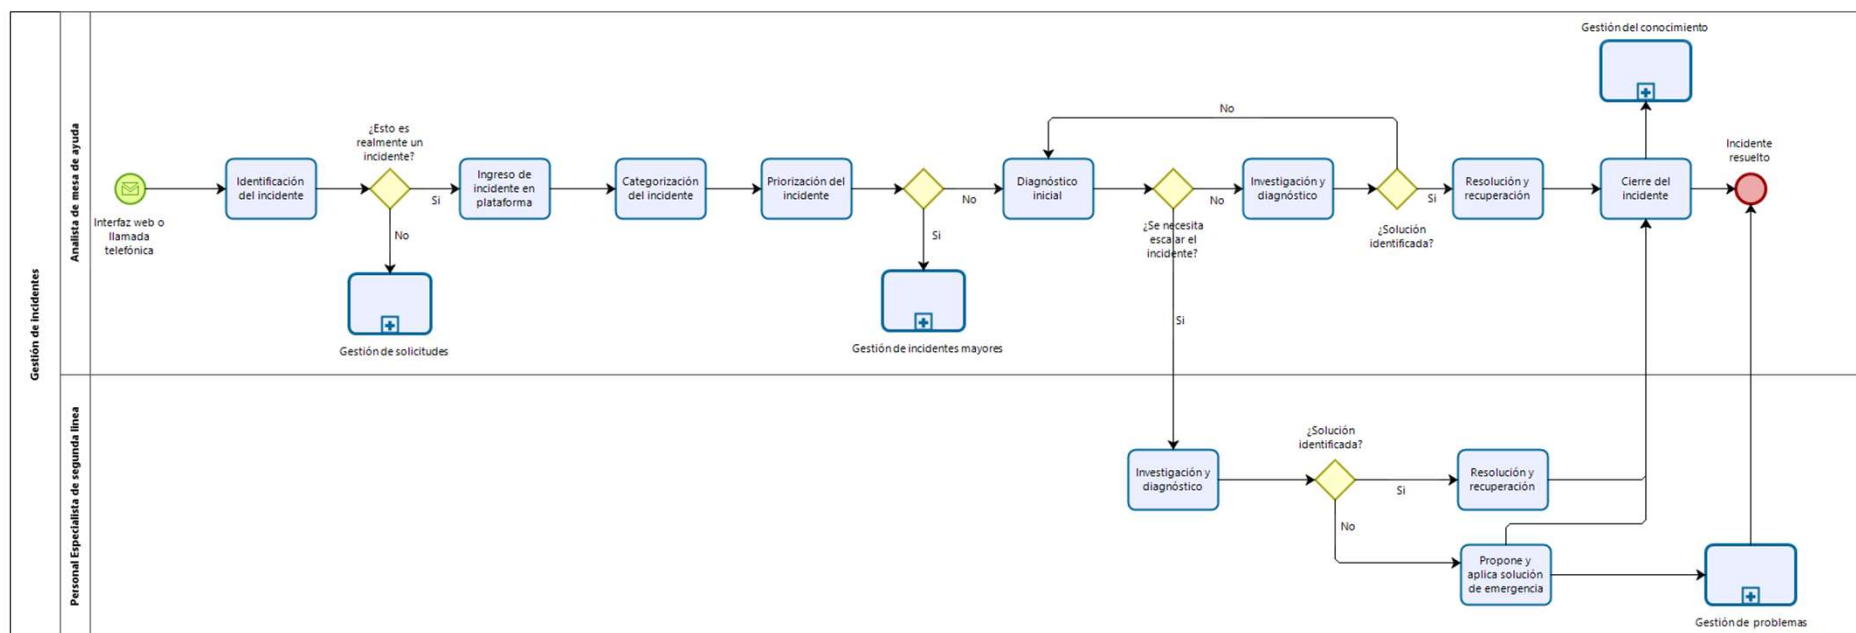 Gestión de incidentes
Analista de mesa de ayuda
Interfaz web o
llamada
telefónica
Identificación
del incidente
¿Esto es
realmente un
incidente?
Si
No
Gestión de solicitudes
Ingreso de
incidente en
plataforma
Categorización
del incidente
Priorización del
incidente
No
Si
Gestión de incidentes mayores
Diagnóstico
inicial
¿Se necesita
escalar el
incidente?
No
Si
Investigación y
diagnóstico
No
¿Solución
identificada?
Si
Resolución y
recuperación
Cierre del
incidente
Gestión del conocimiento
Incidente
resuelto
Personal Especialista de segunda linea
Investigación y
diagnóstico
¿Solución
identificada?
Si
No
Resolución y
recuperación
Propone y
aplica solución
de emergencia
Gestión de problemas